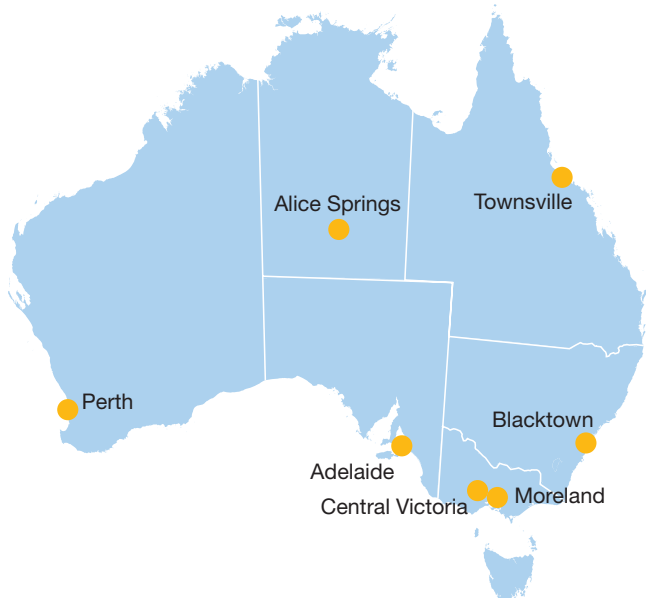 Alice Springs
Townsville
Perth
Blacktown
Adelaide
Central Victoria
Moreland